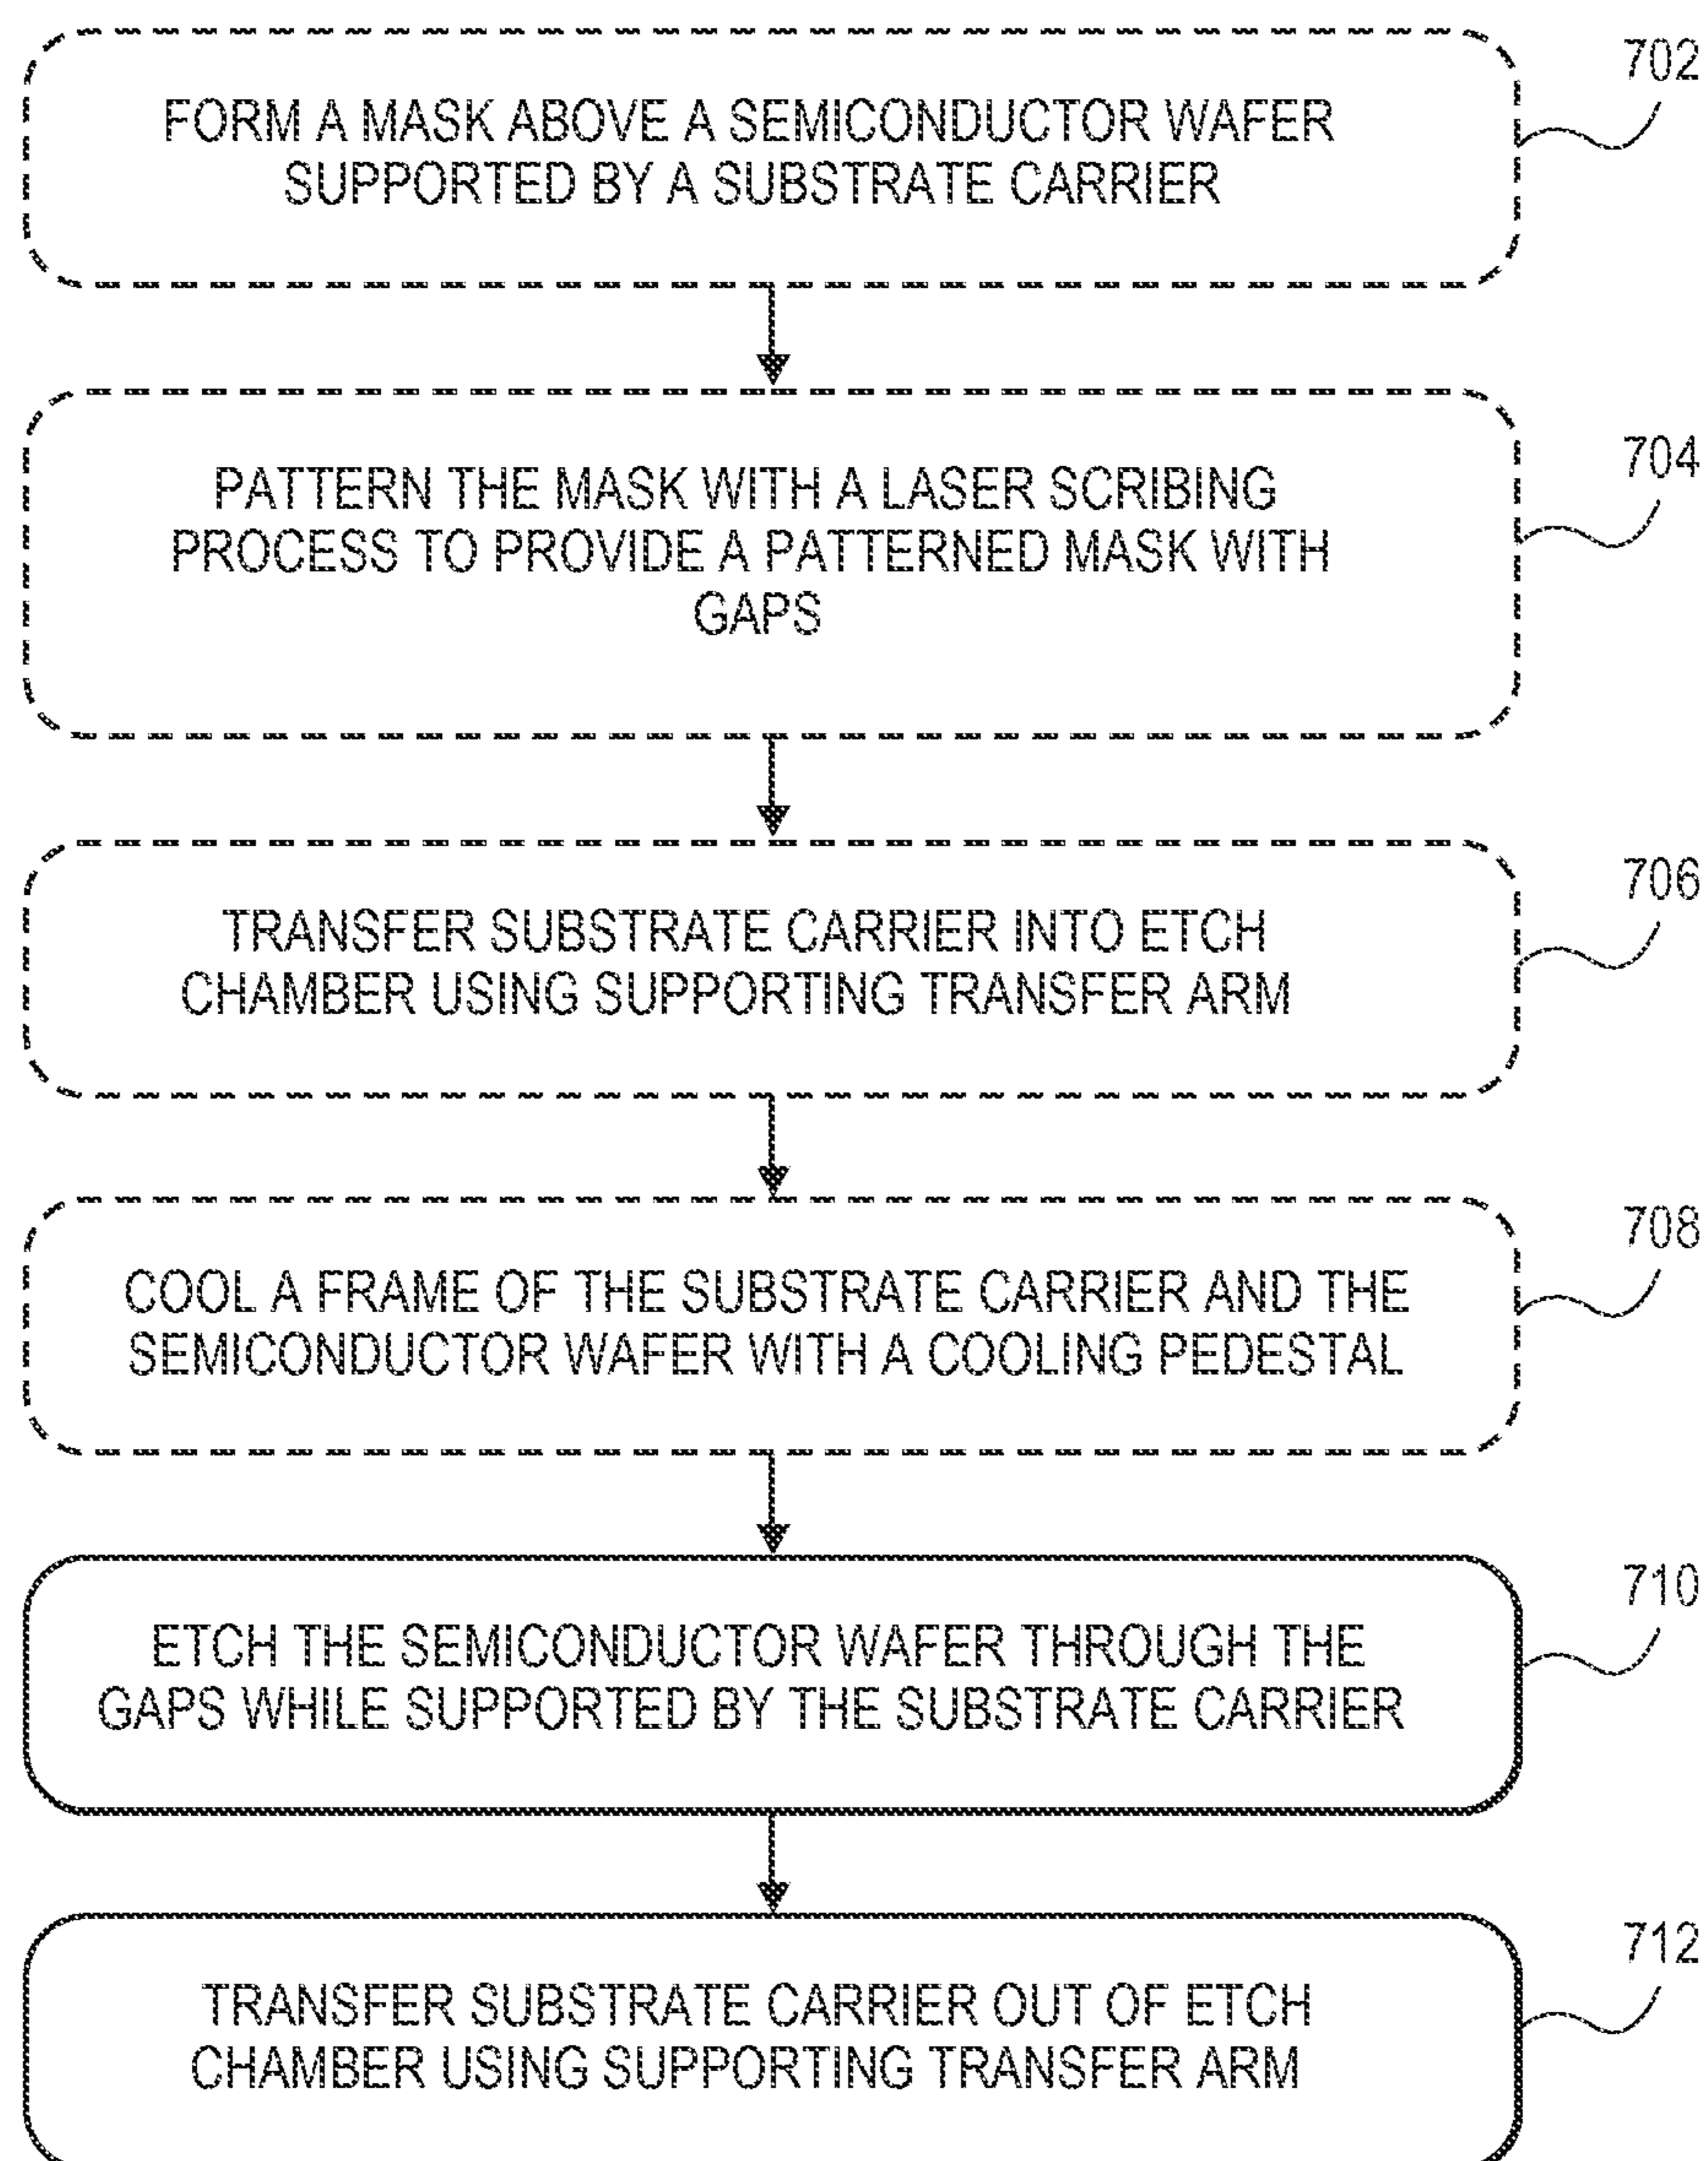 702
FORM A MASK ABOVE A SEMICONDUCTOR WAFER
SUPPORTED BY A SUBSTRATE CARRIER
704
PATTERN THE MASK WITH A LASER SCRIBING
PROCESS TO PROVIDE A PATTERNED MASK WITH
GAPS
706
TRANSFER SUBSTRATE CARRIER INTO ETCH
CHAMBER USING SUPPORTING TRANSFER ARM
708
COOL A FRAME OF THE SUBSTRATE CARRIER AND THE
SEMICONDUCTOR WAFER WITH A COOLING PEDESTAL
710
ETCH THE SEMICONDUCTOR WAFER THROUGH THE
GAPS WHILE SUPPORTED BY THE SUBSTRATE CARRIER
712
TRANSFER SUBSTRATE CARRIER OUT OF ETCH
CHAMBER USING SUPPORTING TRANSFER ARM